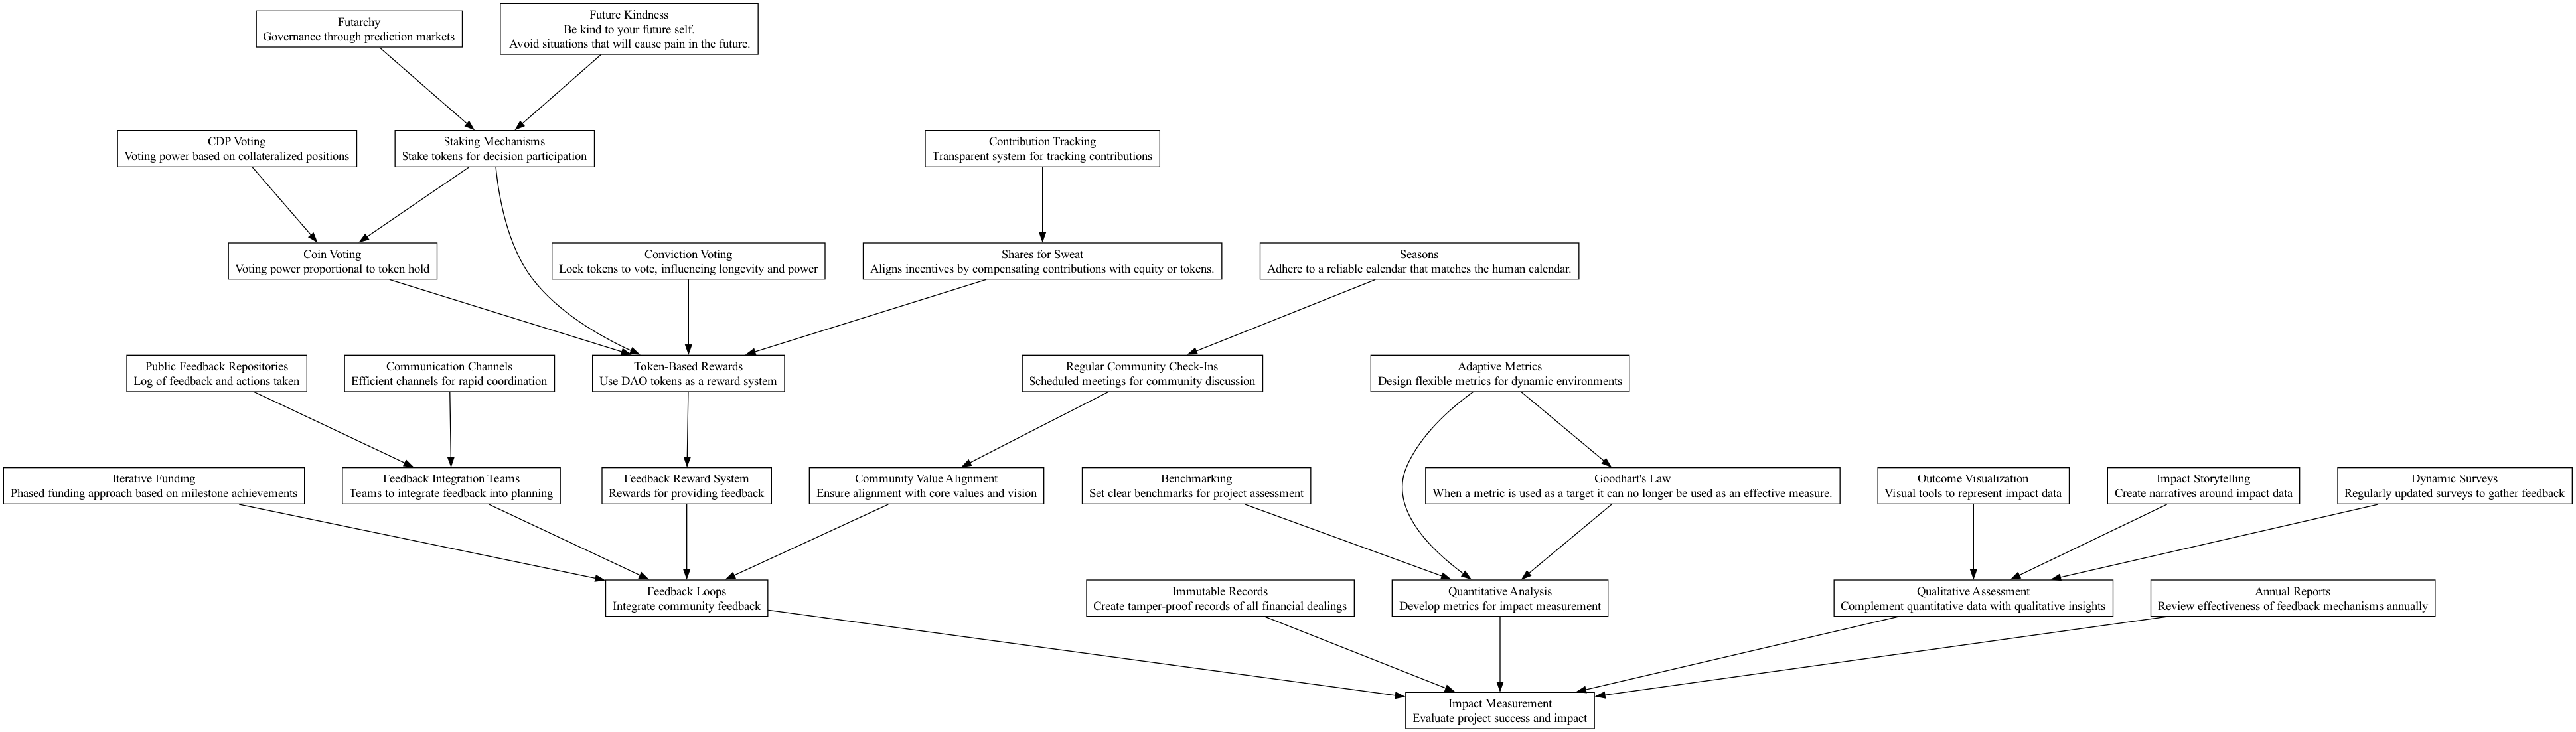 Futarchy
Governance through prediction markets
Future Kindness
Be kind to your future self.
Avoid situations that will cause pain in the future.
CDP Voting
Voting power based on collateralized positions
Staking Mechanisms
Stake tokens for decision participation
Contribution Tracking
Transparent system for tracking contributions
Coin Voting
Voting power proportional to token hold
Conviction Voting
Lock tokens to vote, influencing longevity and power
Shares for Sweat
Aligns incentives by compensating contributions with equity or tokens.
Seasons
Adhere to a reliable calendar that matches the human calendar.
Public Feedback Repositories
Log of feedback and actions taken
Communication Channels
Efficient channels for rapid coordination
Token-Based Rewards
Use DAO tokens as a reward system
Regular Community Check-Ins
Scheduled meetings for community discussion
Adaptive Metrics
Design flexible metrics for dynamic environments
Iterative Funding
Phased funding approach based on milestone achievements
Feedback Integration Teams
Teams to integrate feedback into planning
Feedback Reward System
Rewards for providing feedback
Community Value Alignment
Ensure alignment with core values and vision
Benchmarking
Set clear benchmarks for project assessment
Goodhart's Law
When a metric is used as a target it can no longer be used as an effective measure.
Outcome Visualization
Visual tools to represent impact data
Impact Storytelling
Create narratives around impact data
Dynamic Surveys
Regularly updated surveys to gather feedback
Feedback Loops
Integrate community feedback
Immutable Records
Create tamper-proof records of all financial dealings
Quantitative Analysis
Develop metrics for impact measurement
Qualitative Assessment
Complement quantitative data with qualitative insights
Annual Reports
Review effectiveness of feedback mechanisms annually
Impact Measurement
Evaluate project success and impact